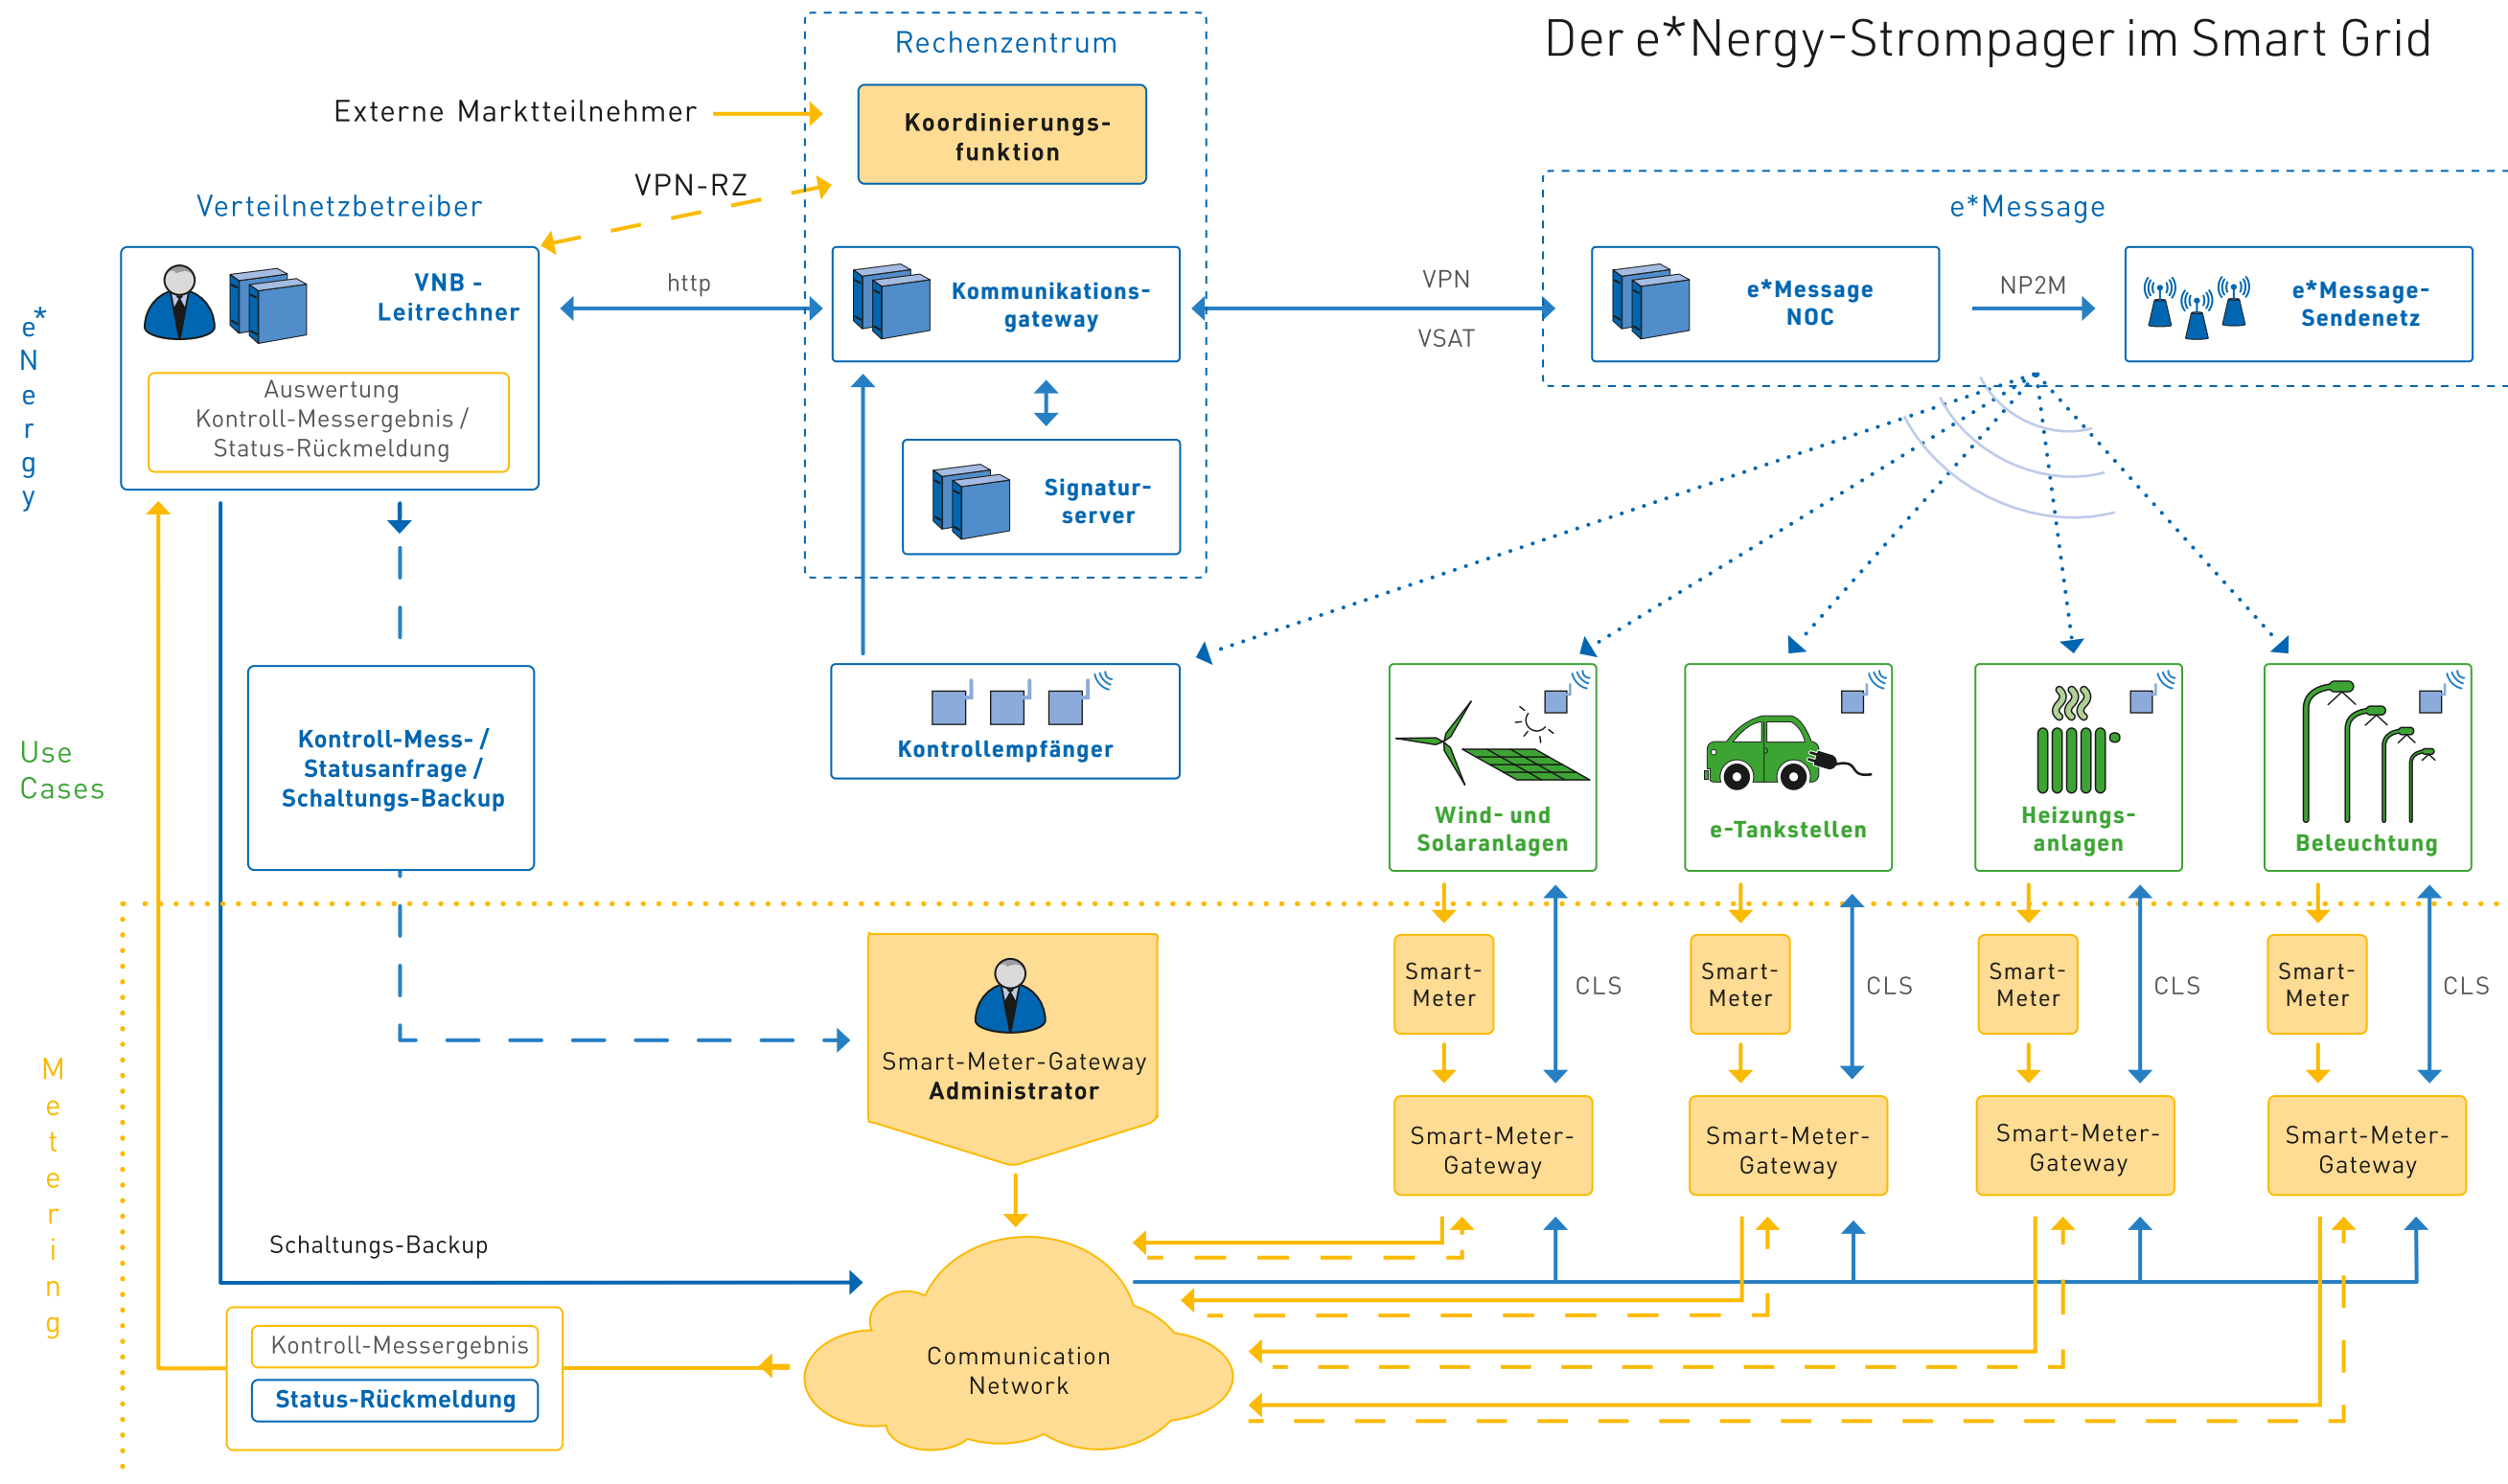 Der e*Nergy-Strompager im Smart Grid
Rechenzentrum
Externe Marktteilnehmer
Koordinierungs-
funktion
VPN-RZ
Verteilnetzbetreiber
e*Message
VNB -
Leitrechner
http
Kommunikations-
gateway
VPN
VSAT
e*Message
NOC
NP2M
e*Message-
Sendenetz
e*
N
e
r
g
y
Auswertung
Kontroll-Messergebnis /
Status-Rückmeldung
Signatur-
server
Use
Cases
Kontroll-Mess- /
Statusanfrage /
Schaltungs-Backup
Kontrollempfänger
Wind- und
Solaranlagen
e-Tankstellen
Heizungs-
anlagen
Beleuchtung
M
e
t
e
r
i
n
g
Smart-Meter-Gateway
Administrator
Smart-
Meter
CLS
Smart-
Meter
CLS
Smart-
Meter
CLS
Smart-
Meter
CLS
Smart-Meter-
Gateway
Smart-Meter-
Gateway
Smart-Meter-
Gateway
Smart-Meter-
Gateway
Schaltungs-Backup
Kontroll-Messergebnis
Status-Rückmeldung
Communication
Network